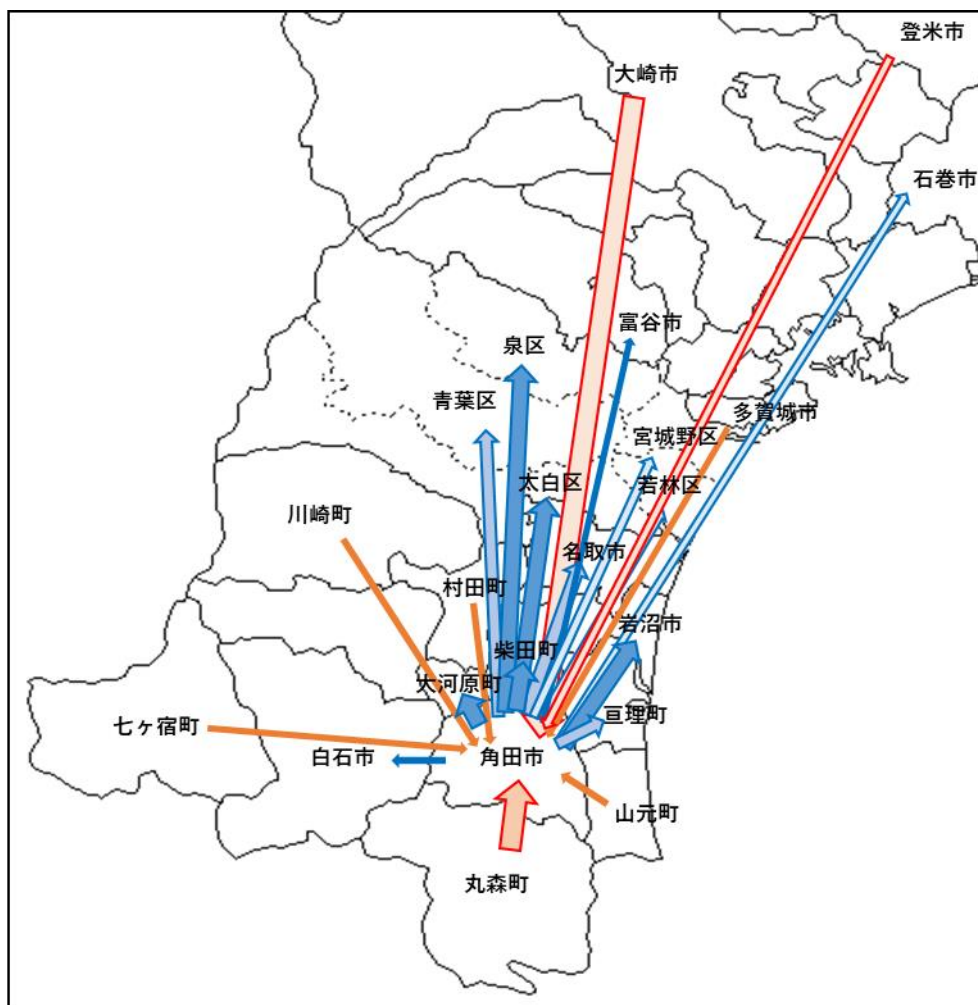 登米市
大崎市
石巻市
富谷市
泉区
青葉区
多賀城市
宮城野区
太白区
若林区
川崎町
名取市
村田町
岩沼市
柴田町
大河原町
亘理町
七ヶ宿町
白石市
角田市
山元町
丸森町